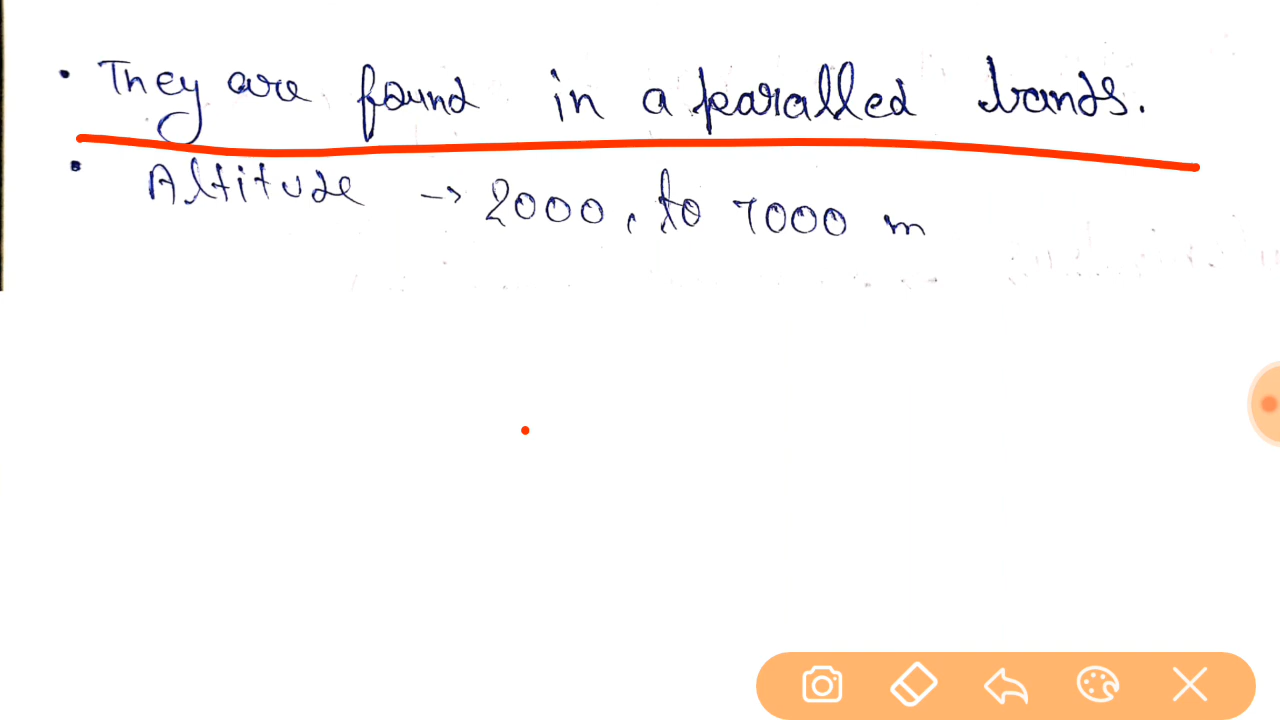 • They are found in a paralled bands.
• Altitude → 2000, to 7000 m